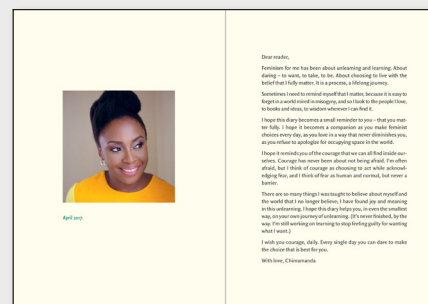 April 2017
Dear reader,
Feminism for me has been about unlearning and learning. About
daring – to want, to take, to be. About choosing to live with the
belief that I fully matter. It is a process, a lifelong journey.
Sometimes I need to remind myself that I matter, because it is easy to
forget in a world mired in misogyny, and so I look to the people I love,
to books and ideas, to wisdom wherever I can find it.
I hope this diary becomes a small reminder to you – that you mat-
ter fully. I hope it becomes a companion as you make feminist
choices every day, as you love in a way that never diminishes you,
as you refuse to apologize for occupying space in the world.
I hope it reminds you of the courage that we can all find inside our-
selves. Courage has never been about not being afraid. I'm often
afraid, but I think of courage as choosing to act while acknowl-
edging fear, and I think of fear as human and normal, but never a
barrier.
There are so many things I was taught to believe about myself and
the world that I no longer believe; I have found joy and meaning
in this unlearning. I hope this diary helps you, in even the smallest
way, on your own journey of unlearning. (It's never finished, by the
way. I'm still working on learning to stop feeling guilty for wanting
what I want.)
I wish you courage, daily. Every single day you can dare to make
the choice that is best for you.
With love, Chimamanda